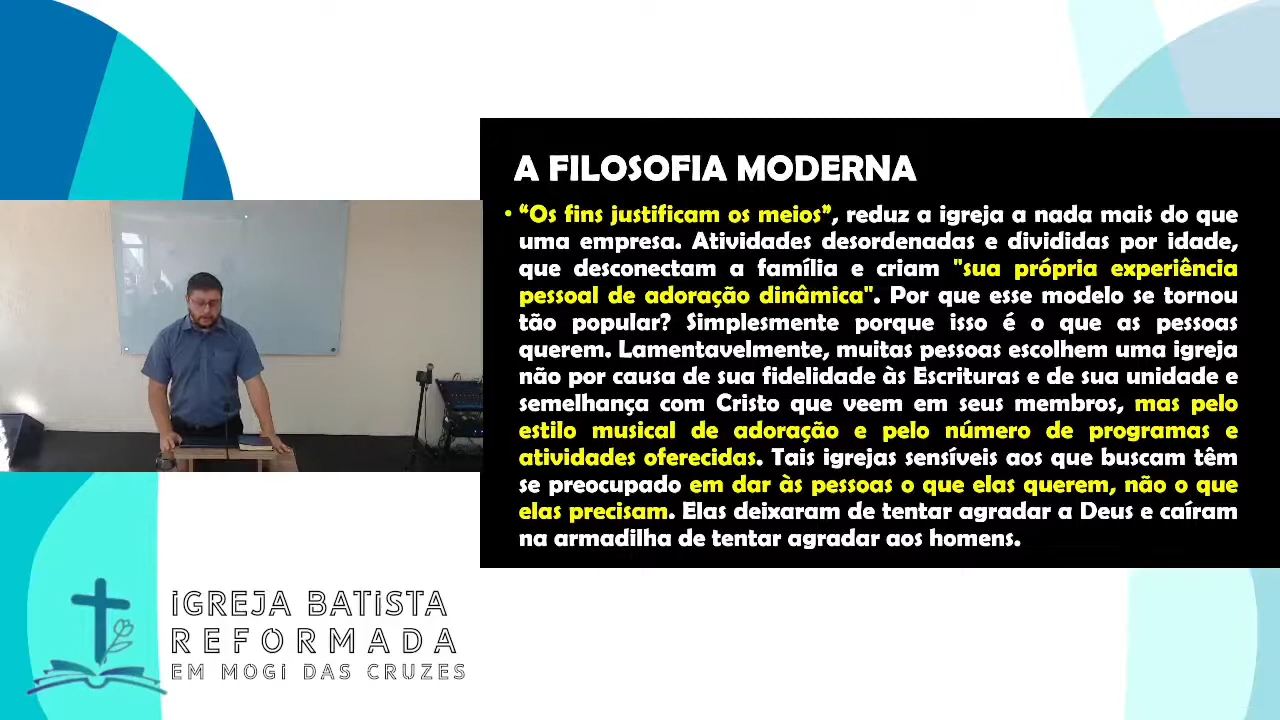 A FILOSOFIA MODERNA
• “Os fins justificam os meios”, reduz a igreja a nada mais do que
uma empresa. Atividades desordenadas e divididas por idade,
que desconectam a família e criam "sua própria experiência
pessoal de adoração dinâmica". Por que esse modelo se tornou
tão popular? Simplesmente porque isso é o que as pessoas
querem. Lamentavelmente, muitas pessoas escolhem uma igreja
não por causa de sua fidelidade às Escrituras e de sua unidade e
semelhança com Cristo que veem em seus membros, mas pelo
estilo musical de adoração e pelo número de programas e
atividades oferecidas. Tais igrejas sensíveis aos que buscam têm
se preocupado em dar às pessoas o que elas querem, não o que
elas precisam. Elas deixaram de tentar agradar a Deus e caíram
na armadilha de tentar agradar aos homens.
iGREJA BATiSTA
REFORMADA
EM MOGi DAS CRUZES